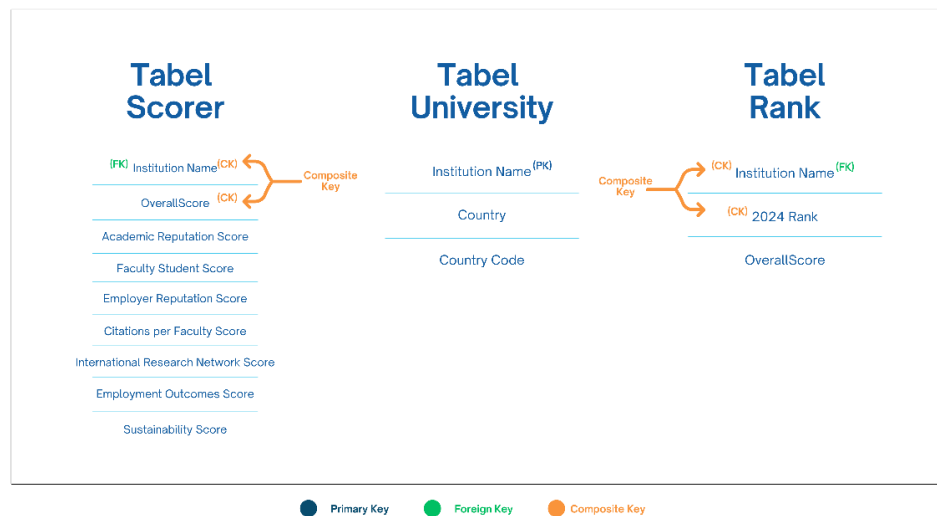 Tabel
Scorer
(FK) Institution Name(CK)
OverallScore (CK)
Composite
Key
Academic Reputation Score
Faculty Student Score
Employer Reputation Score
Citations per Faculty Score
International Research Network Score
Employment Outcomes Score
Sustainability Score
Tabel
University
Institution Name(PK)
Country
Country Code
Tabel
Rank
Composite
Key
(CK) Institution Name(FK)
(CK) 2024 Rank
OverallScore
Primary Key
Foreign Key
Composite Key